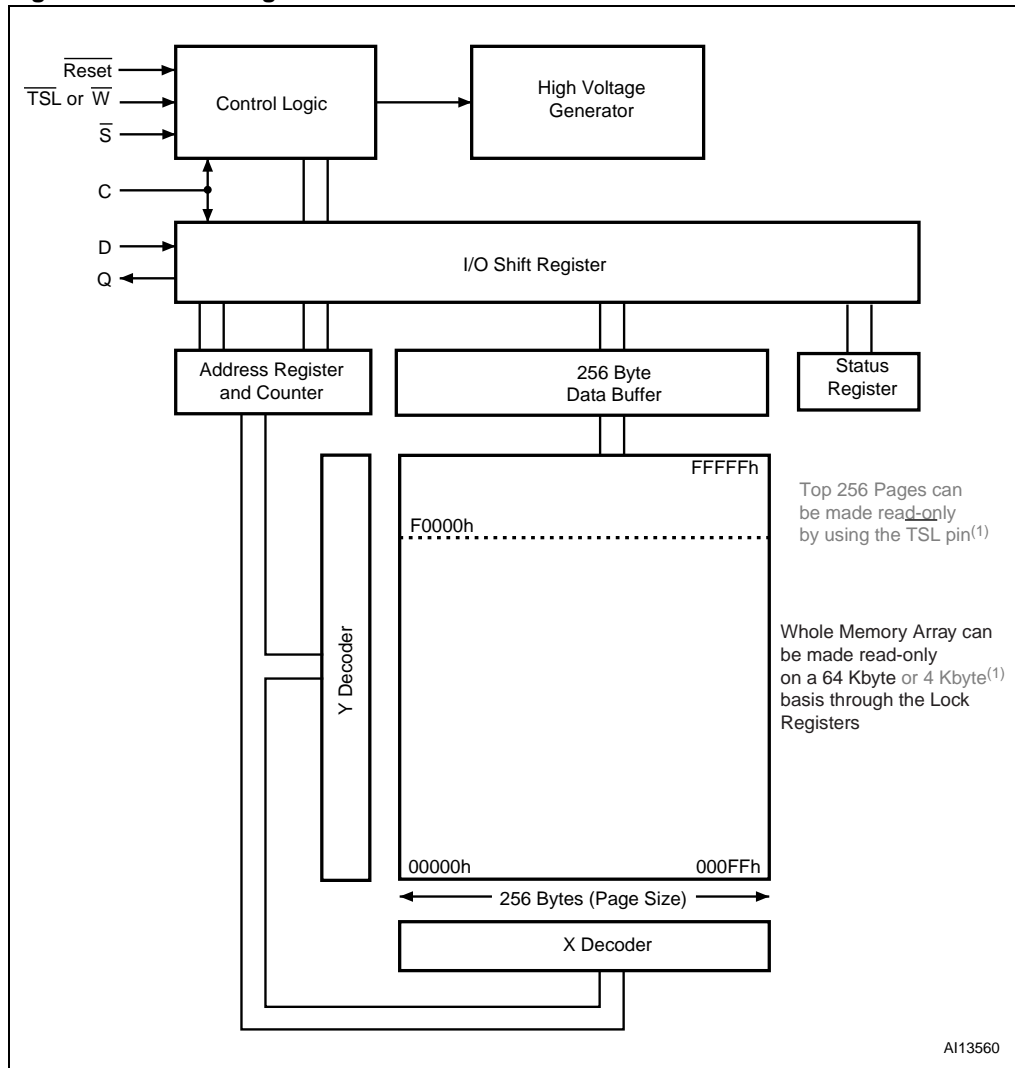 Reset
TSL or W
S
C
D
Q
Control Logic
High Voltage
Generator
I/O Shift Register
Address Register
and Counter
256 Byte
Data Buffer
Status
Register
FFFFFh
F0000h
Top 256 Pages can
be made read-only
by using the TSL pin(1)
Y Decoder
Whole Memory Array can
be made read-only
on a 64 Kbyte or 4 Kbyte(1)
basis through the Lock
Registers
00000h
000FFh
256 Bytes (Page Size)
X Decoder
AI13560